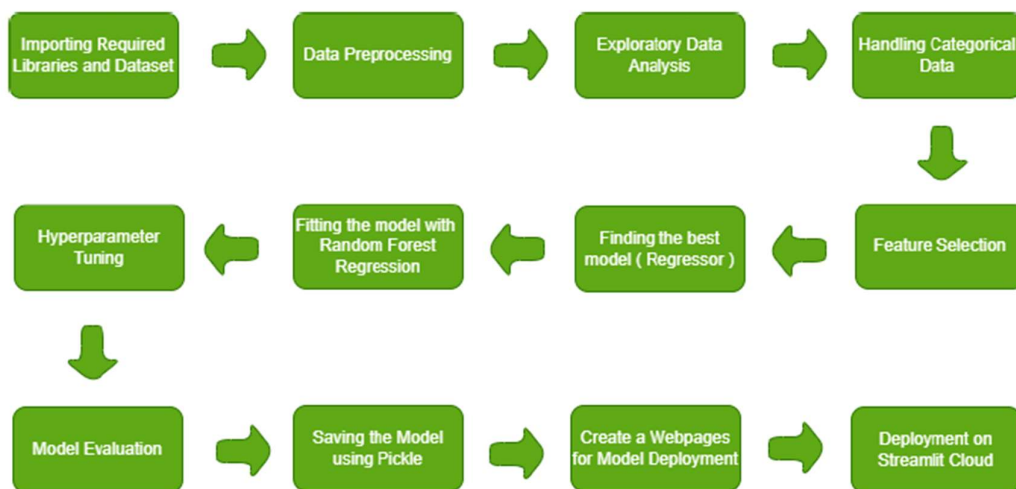 Importing Required
Libraries and Dataset
Data Preprocessing
Exploratory Data
Analysis
Handling Categorical
Data
Feature Selection
Finding the best
model ( Regressor )
Fitting the model with
Random Forest
Regression
Hyperparameter
Tuning
Model Evaluation
Saving the Model
using Pickle
Create a Webpages
for Model Deployment
Deployment on
Streamlit Cloud